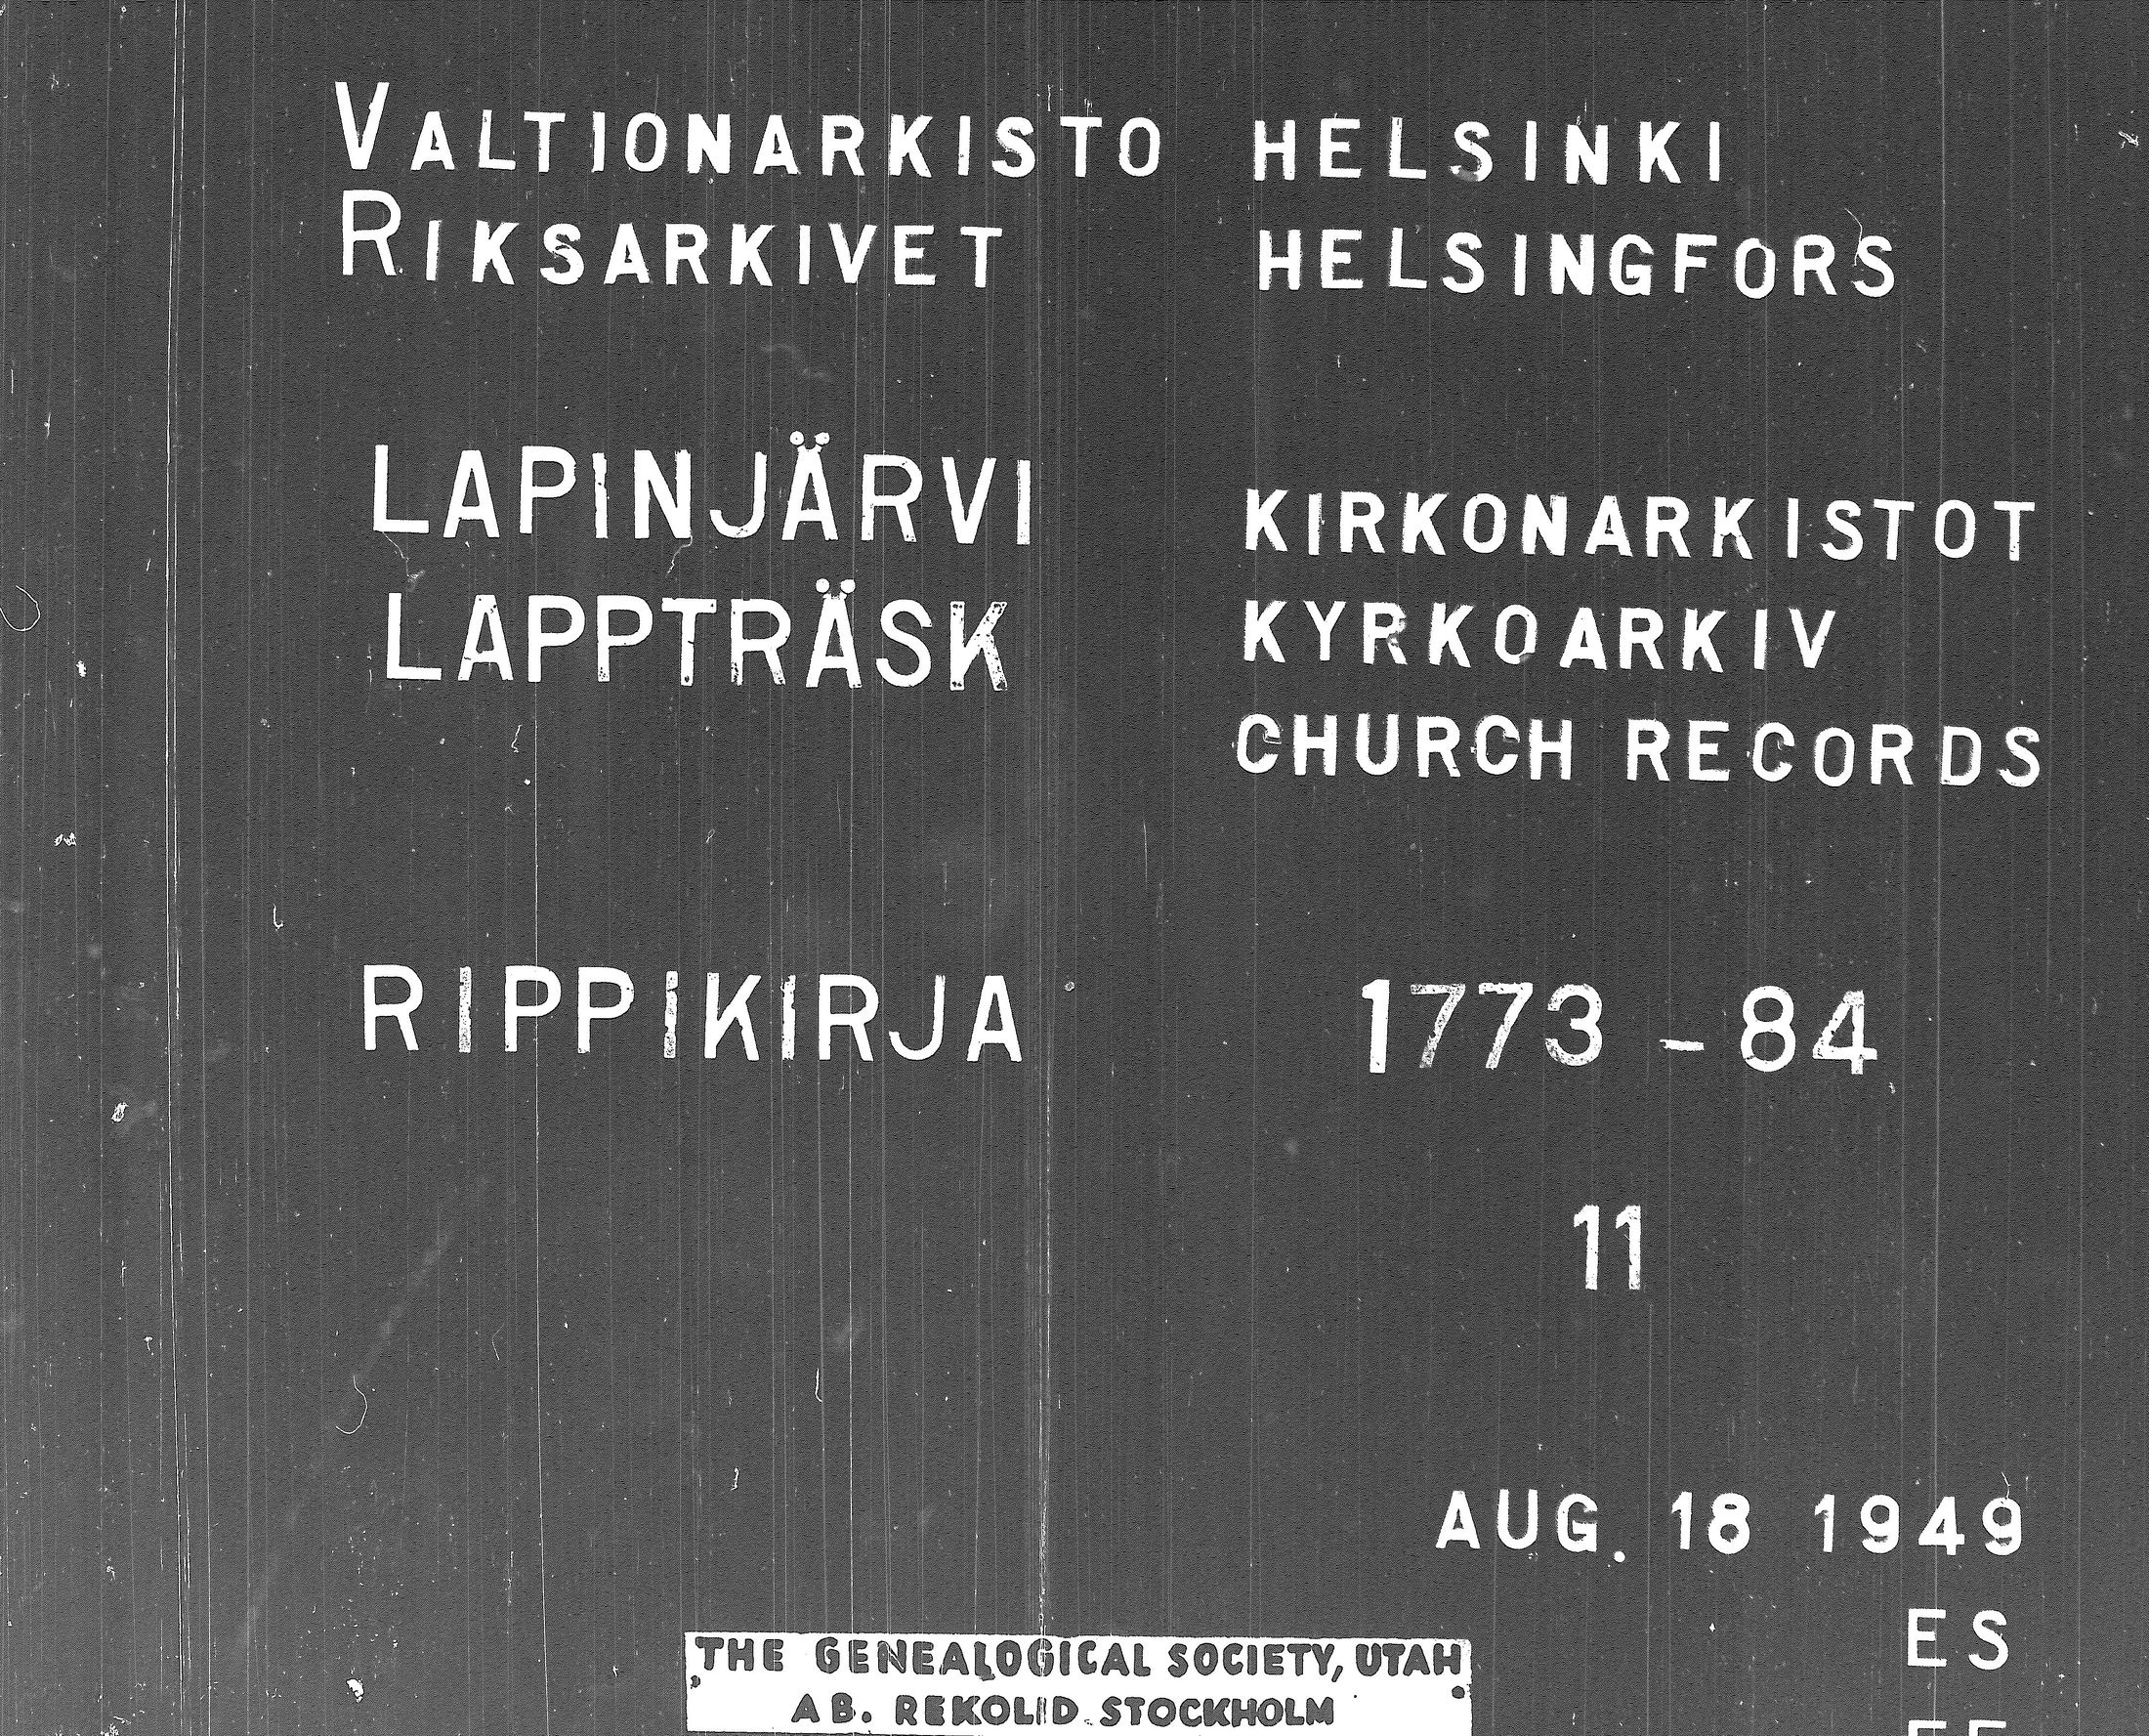 VALTIONARKISTO HELSINKI
RIKSARKIVET HELSINGFORS
LAPINJÄRVI KIRKONARKISTOT
LAPPTRÄSK KYRKOARKIV
CHURCH RECORDS
RIPPIKIRJA 1773-84
11
AUG. 18 1949
ES
THE GENEALOGICAL SOCIETY, UTAH
AB. REKOLID STOCKHOLM